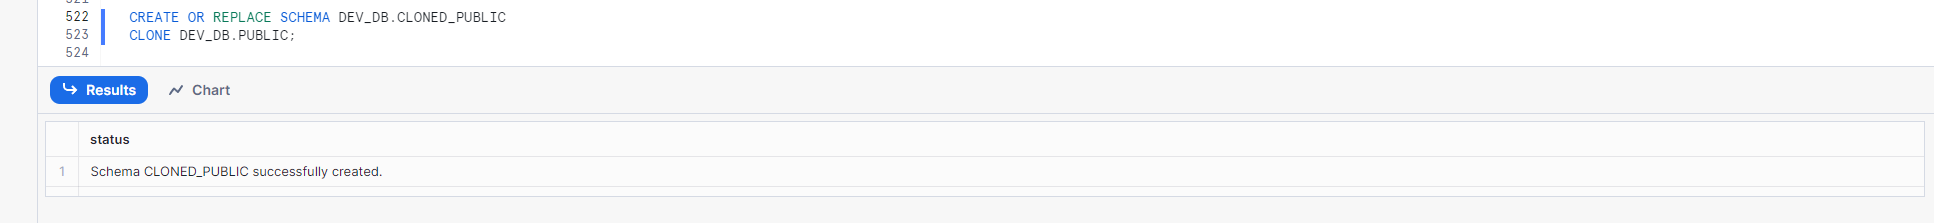 521
522 CREATE OR REPLACE SCHEMA DEV_DB.CLONED_PUBLIC
523 CLONE DEV_DB.PUBLIC;
524
Results Chart
status
1 Schema CLONED_PUBLIC successfully created.